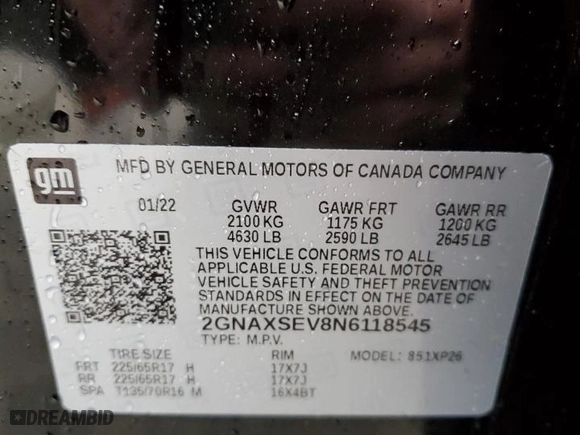 gm
MFD BY GENERAL MOTORS OF CANADA COMPANY
01/22 GVWR GAWR FRT GAWR RR
2100 KG 1175 KG 1200 KG
4630 LB 2590 LB 2645 LB
THIS VEHICLE CONFORMS TO ALL
APPLICABLE U.S. FEDERAL MOTOR
VEHICLE SAFETY AND THEFT PREVENTION
STANDARDS IN EFFECT ON THE DATE OF
MANUFACTURE SHOWN ABOVE.
2GNAXSEV8N6118545
TYPE: M.P.V. MODEL: 851XP26
TIRE SIZE RIM
FRT 225/65R17 H 17X7J
RR 225/65R17 H 17X7J
SPA T135/70R16 M 16X4BT
DREAMBID